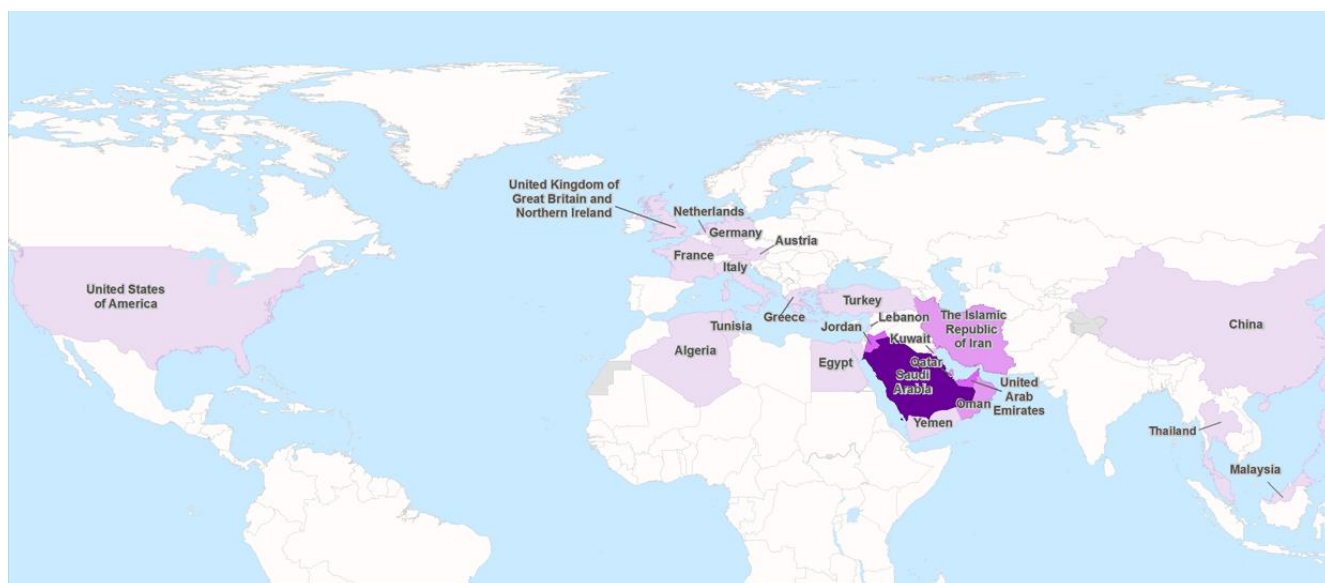 United Kingdom of
Great Britain and
Northern Ireland
Netherlands
Germany
Austria
France
Italy
United States
of America
Greece
Turkey
Tunisia
Lebanon
The Islamic
Republic
of Iran
Jordan
Kuwait
Algeria
Egypt
Qatar
Saudi
Arabia
United
Arab
Emirates
Oman
Yemen
China
Thailand
Malaysia